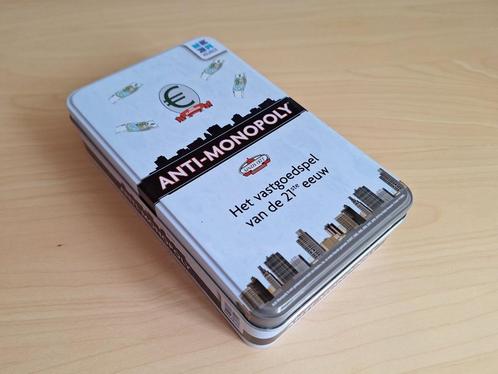 €
ANTI-MONOPOLY
Het vastgoedspel
van de 21ste eeuw